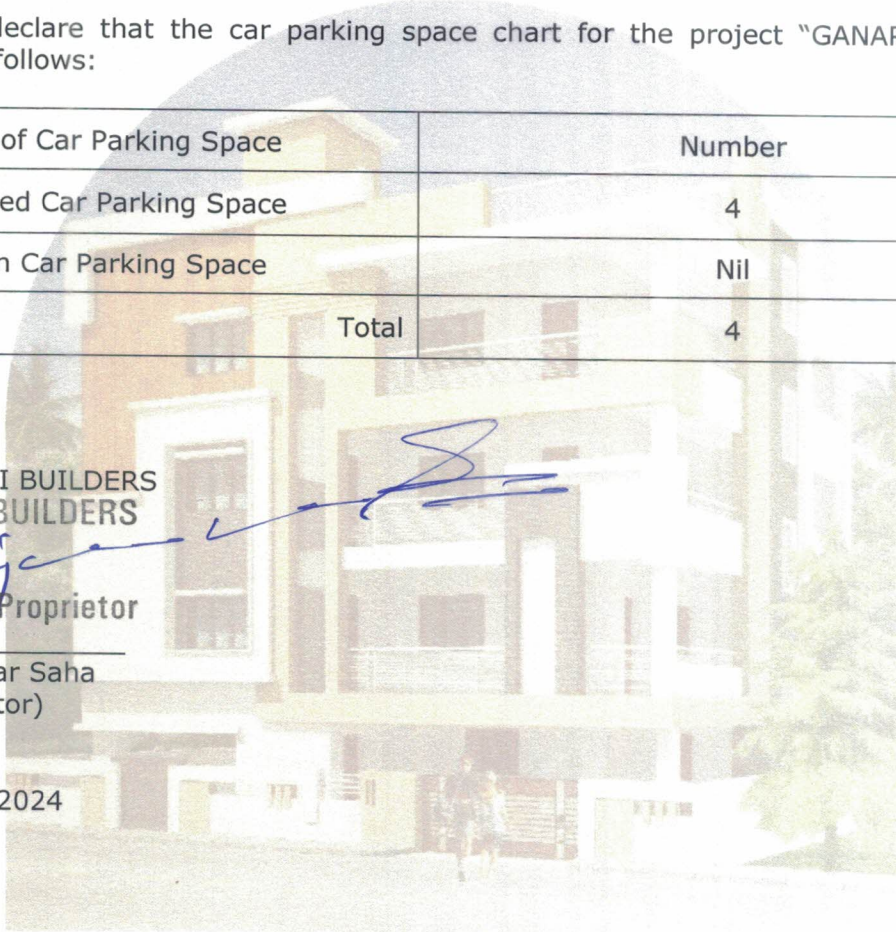 declare that the car parking space chart for the project “GANAP
follows:
of Car Parking Space Number
ed Car Parking Space 4
n Car Parking Space Nil
Total 4
I BUILDERS
BUILDERS
Proprietor
ar Saha
tor)
2024